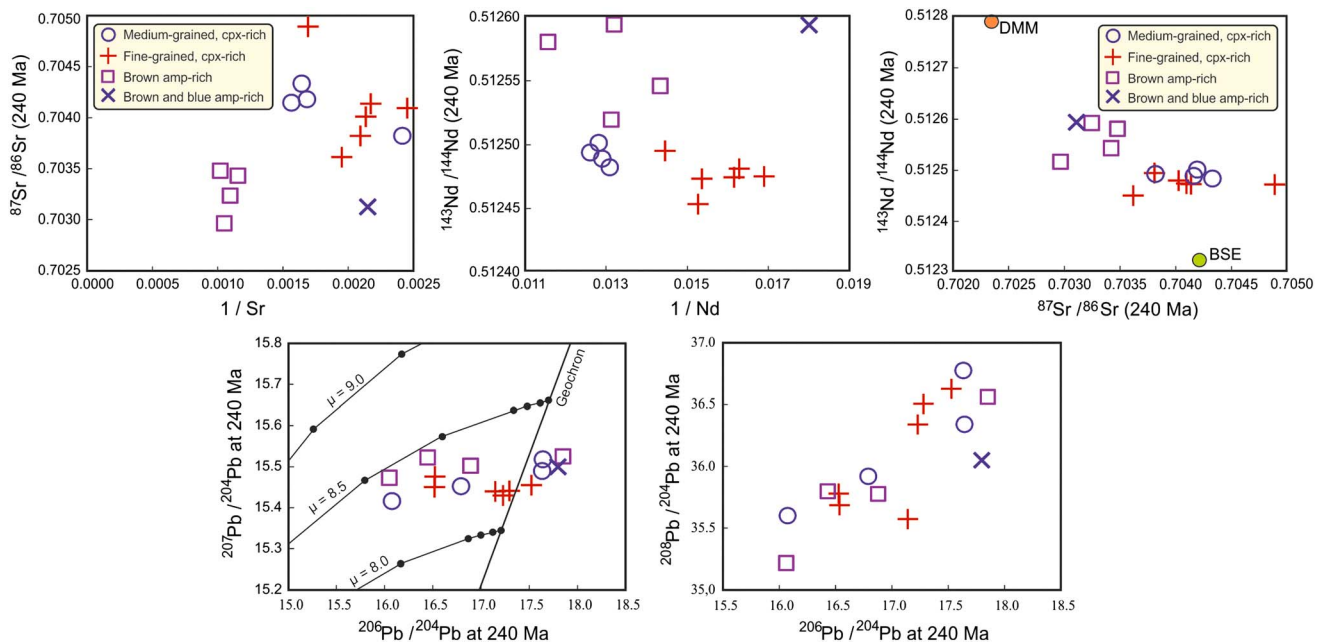 ⁸⁷Sr /⁸⁶Sr (240 Ma)
0.7050
0.7045
0.7040
0.7035
0.7030
0.7025
Medium-grained, cpx-rich
Fine-grained, cpx-rich
Brown amp-rich
Brown and blue amp-rich
0.0000 0.0005 0.0010 0.0015 0.0020 0.0025
1 / Sr
¹⁴³Nd /¹⁴⁴Nd (240 Ma)
0.51260
0.51255
0.51250
0.51245
0.51240
0.011 0.013 0.015 0.017 0.019
1 / Nd
¹⁴³Nd /¹⁴⁴Nd (240 Ma)
0.5128
0.5127
0.5126
0.5125
0.5124
0.5123
DMM
Medium-grained, cpx-rich
Fine-grained, cpx-rich
Brown amp-rich
Brown and blue amp-rich
BSE
0.7020 0.7025 0.7030 0.7035 0.7040 0.7045 0.7050
⁸⁷Sr /⁸⁶Sr (240 Ma)
²⁰⁷Pb /²⁰⁴Pb at 240 Ma
15.8
15.7
15.6
15.5
15.4
15.3
15.2
μ = 9.0
μ = 8.5
μ = 8.0
Geochron
15.0 15.5 16.0 16.5 17.0 17.5 18.0 18.5
²⁰⁶Pb /²⁰⁴Pb at 240 Ma
²⁰⁸Pb /²⁰⁴Pb at 240 Ma
37.0
36.5
36.0
35.5
35.0
15.5 16.0 16.5 17.0 17.5 18.0 18.5
²⁰⁶Pb /²⁰⁴Pb at 240 Ma